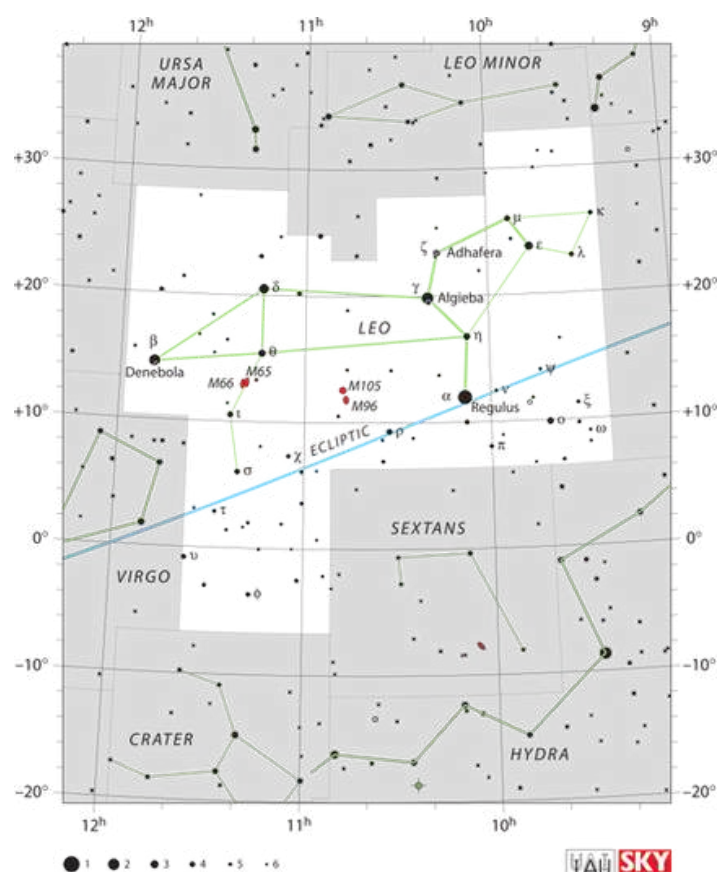 12h 11h 10h 9h
URSA MAJOR
LEO MINOR
+30° +30°
μ κ
ζ Adhafera ε λ
+20° δ γ Algieba +20°
LEO η
β θ
Denebola
M66 M65
M105
M96
α Regulus ν ψ ξ
+10° ι +10°
ρ ο ω
π
ECLIPTIC
χ
σ
τ
SEXTANS
0° 0°
υ
VIRGO
φ
−10° −10°
CRATER
HYDRA
−20° −20°
12h 11h 10h
1 2 3 4 5 6
IAU SKY